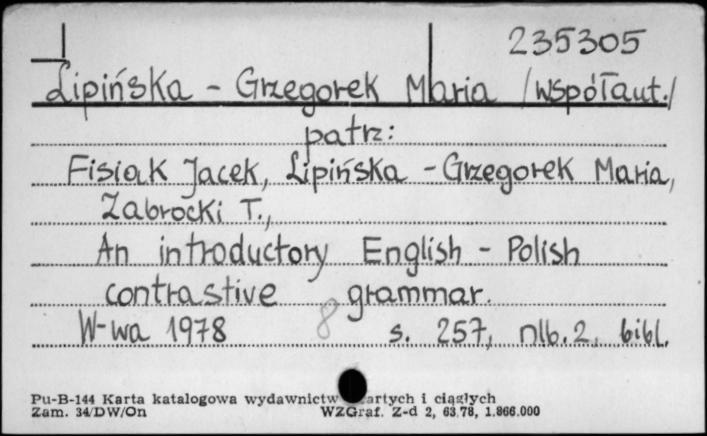 235305
Lipińska - Grzegorek Maria /współaut./
patrz:
Fisiak Jacek, Lipińska - Grzegorek Maria,
Zabrocki T.,
An introductory English - Polish
contrastive grammar.
W-wa 1978 8 s. 257, nlb. 2, bibl.
Pu-B-144 Karta katalogowa wydawnictw artych i ciągłych
Zam. 34/DW/On WZGraf. Z-d 2, 63.78, 1.866.000